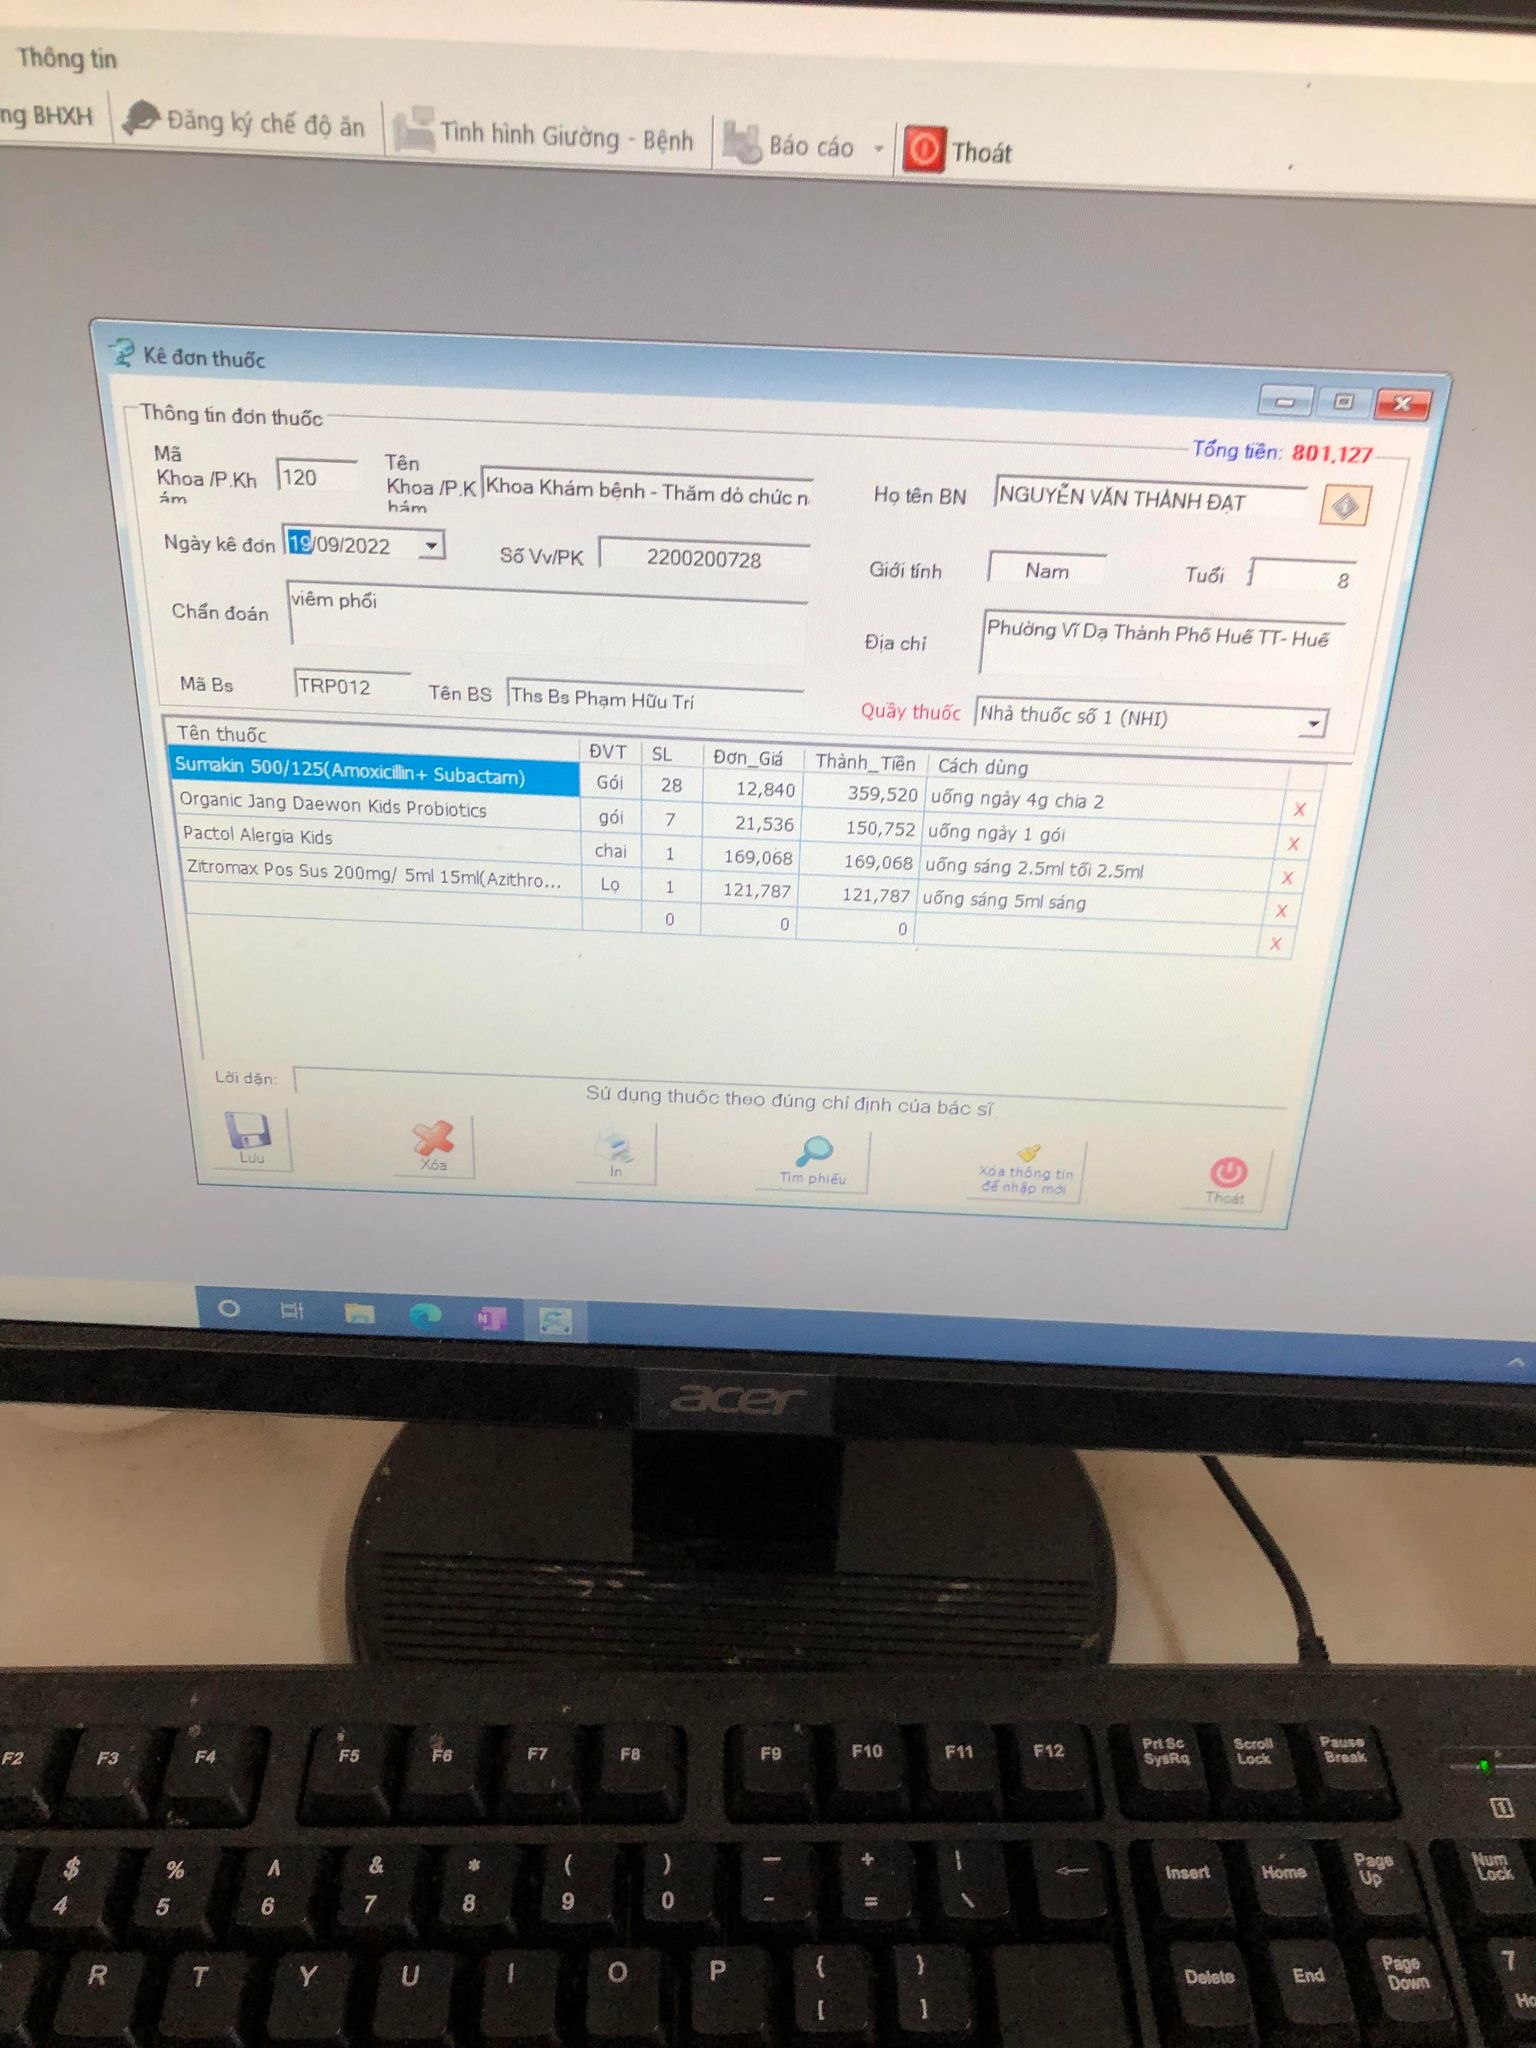 Thông tin
ng BHXH
Đăng ký chế độ ăn
Tình hình Giường - Bệnh
Báo cáo
Thoát
Kê đơn thuốc
Thông tin đơn thuốc
Tổng tiền: 801,127
Mã Khoa /P.Khám
120
Tên Khoa /P.Khám
Khoa Khám bệnh - Thăm dò chức n
Họ tên BN
NGUYỄN VĂN THÀNH ĐẠT
Ngày kê đơn
19/09/2022
Số Vv/PK
2200200728
Giới tính
Nam
Tuổi
8
Chẩn đoán
viêm phổi
Địa chỉ
Phường Vĩ Dạ Thành Phố Huế TT- Huế
Mã Bs
TRP012
Tên BS
Ths Bs Phạm Hữu Trí
Quầy thuốc
Nhà thuốc số 1 (NHI)
Tên thuốc ĐVT SL Đơn_Giá Thành_Tiền Cách dùng
Sumakin 500/125(Amoxicillin+ Subactam) Gói 28 12,840 359,520 uống ngày 4g chia 2 X
Organic Jang Daewon Kids Probiotics gói 7 21,536 150,752 uống ngày 1 gói X
Pactol Alergia Kids chai 1 169,068 169,068 uống sáng 2.5ml tối 2.5ml X
Zitromax Pos Sus 200mg/ 5ml 15ml(Azithro... Lọ 1 121,787 121,787 uống sáng 5ml sáng X
0 0 0 X
Lời dặn:
Sử dụng thuốc theo đúng chỉ định của bác sĩ
Lưu
Xóa
In
Tìm phiếu
Xóa thông tin
để nhập mới
Thoát
acer
F2 F3 F4 F5 F6 F7 F8 F9 F10 F11 F12
Prt Sc
SysRq
Scroll
Lock
Pause
Break
1
$ % ^ & * ( ) _ + |
4 5 6 7 8 9 0 - = \
Insert
Home
Page
Up
Num
Lock
R T Y U I O P { }
[ ]
Delete
End
Page
Down
7
Ho